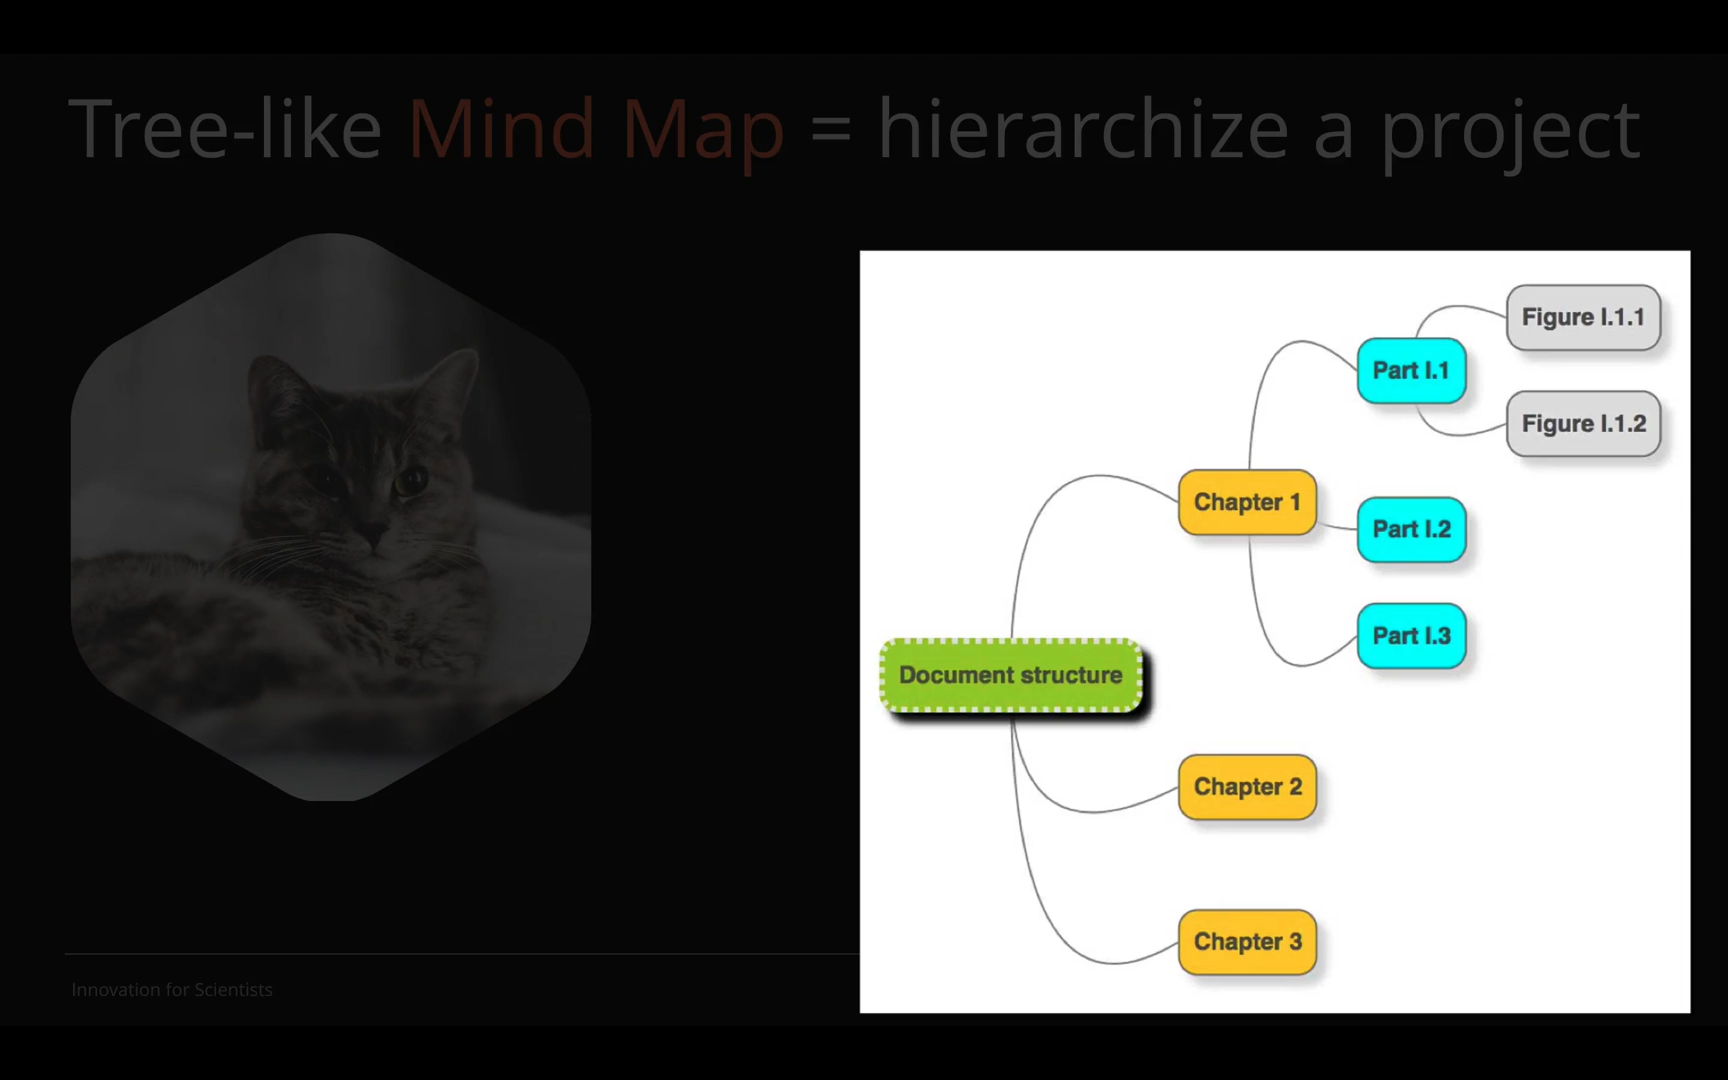 Tree-like Mind Map = hierarchize a project
Figure I.1.1
Part I.1
Figure I.1.2
Chapter 1
Part I.2
Part I.3
Document structure
Chapter 2
Chapter 3
Innovation for Scientists